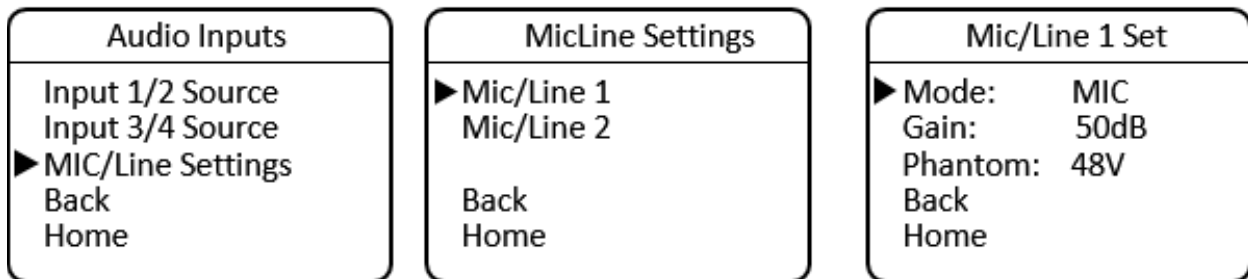 Audio Inputs
Input 1/2 Source
Input 3/4 Source
▶MIC/Line Settings
Back
Home
MicLine Settings
▶Mic/Line 1
Mic/Line 2
Back
Home
Mic/Line 1 Set
▶Mode: MIC
Gain: 50dB
Phantom: 48V
Back
Home